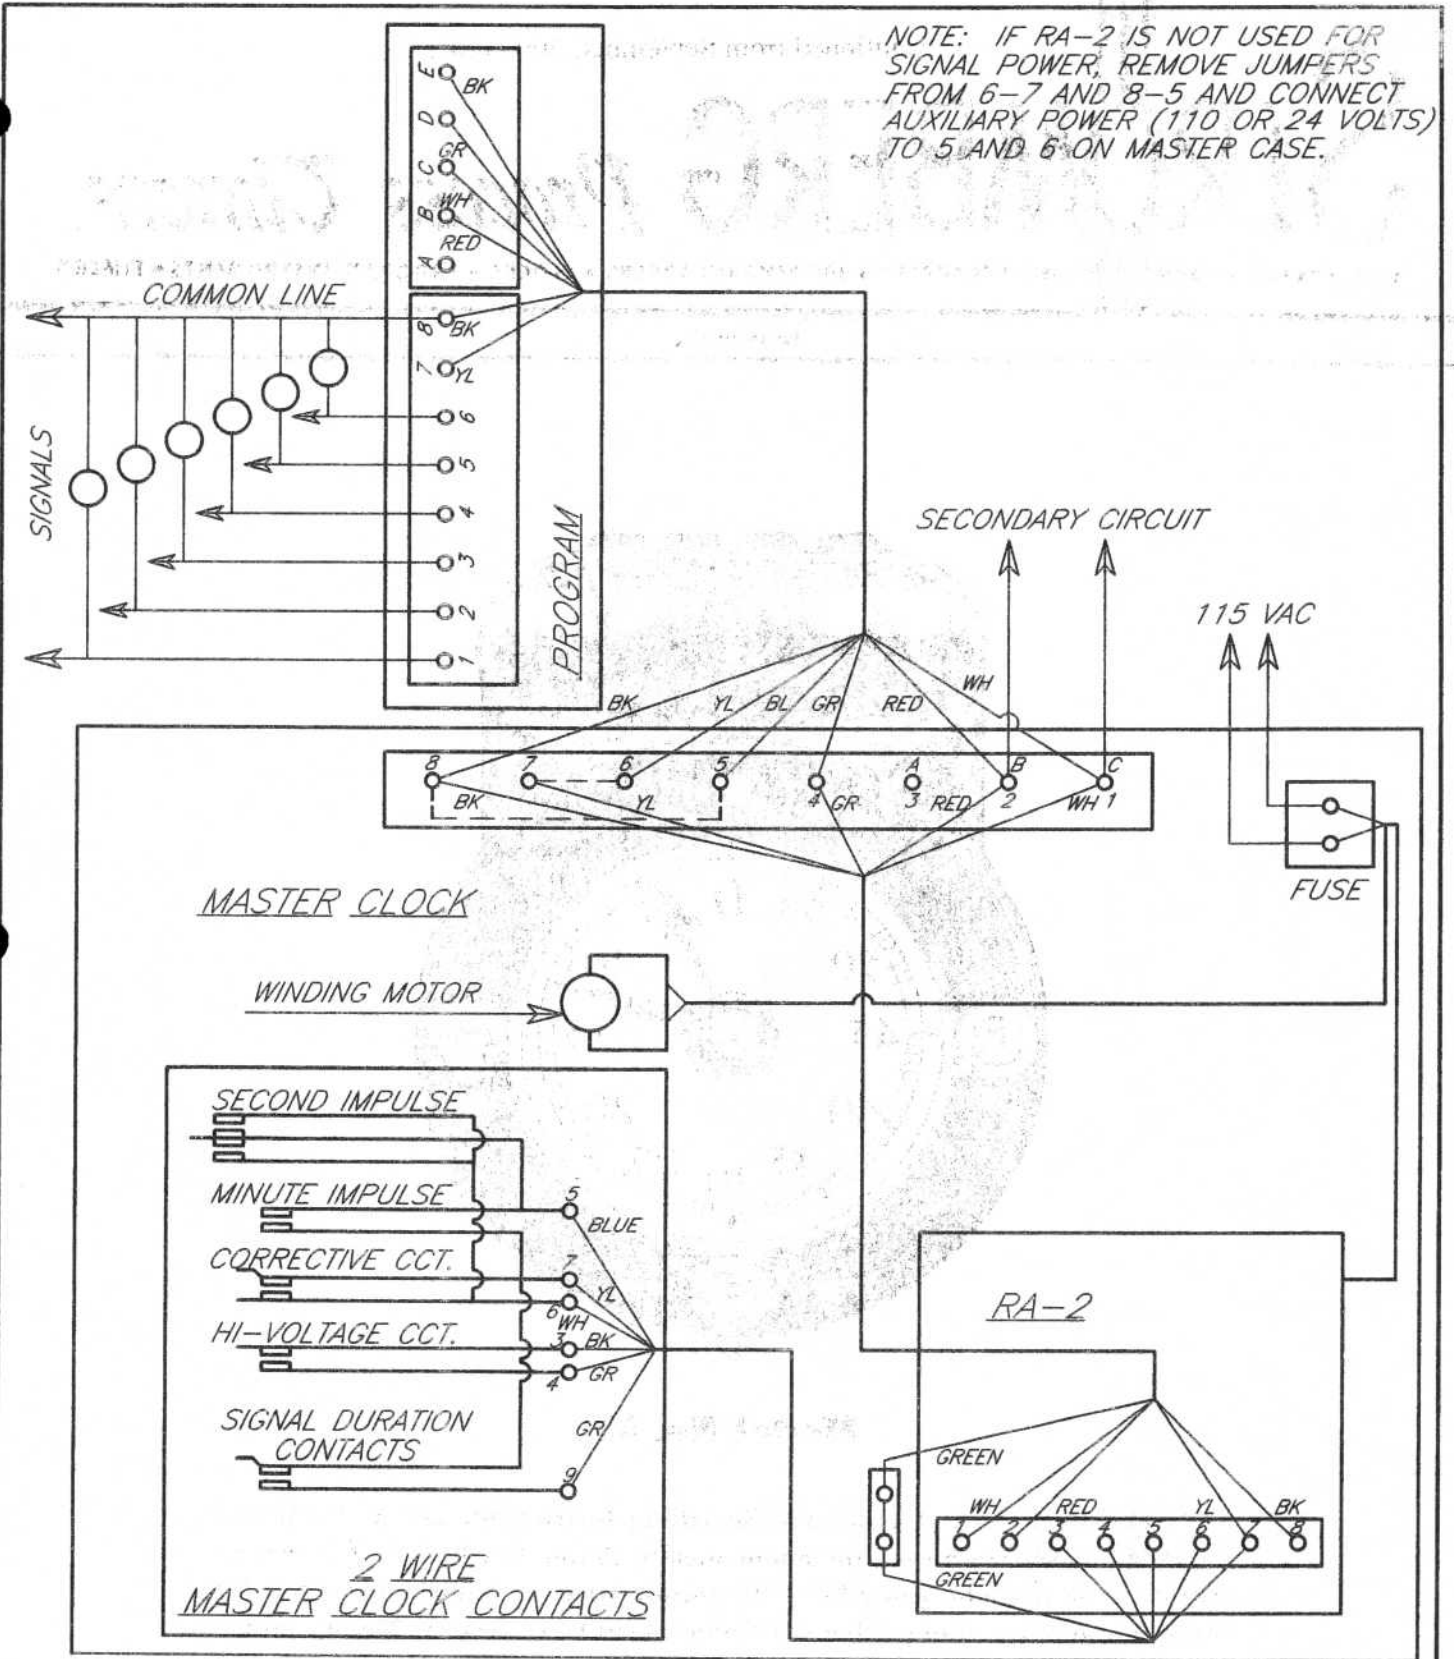 NOTE: IF RA-2 IS NOT USED FOR
SIGNAL POWER, REMOVE JUMPERS
FROM 6-7 AND 8-5 AND CONNECT
AUXILIARY POWER (110 OR 24 VOLTS)
TO 5 AND 6 ON MASTER CASE.
E
BK
D
GR
C
WH
B
RED
A
COMMON LINE
8
BK
7
YL
6
5
4
3
2
1
SIGNALS
PROGRAM
SECONDARY CIRCUIT
115 VAC
BK YL BL GR RED WH
8 7 6 5 A B C
BK YL 4 GR 3 RED 2 WH 1
FUSE
MASTER CLOCK
WINDING MOTOR
SECOND IMPULSE
MINUTE IMPULSE
5
BLUE
CORRECTIVE CCT.
7
YL
6
WH
HI-VOLTAGE CCT.
3
BK
4
GR
SIGNAL DURATION
CONTACTS
GR
9
2 WIRE
MASTER CLOCK CONTACTS
RA-2
GREEN
WH RED YL BK
1 2 3 4 5 6 7 8
GREEN